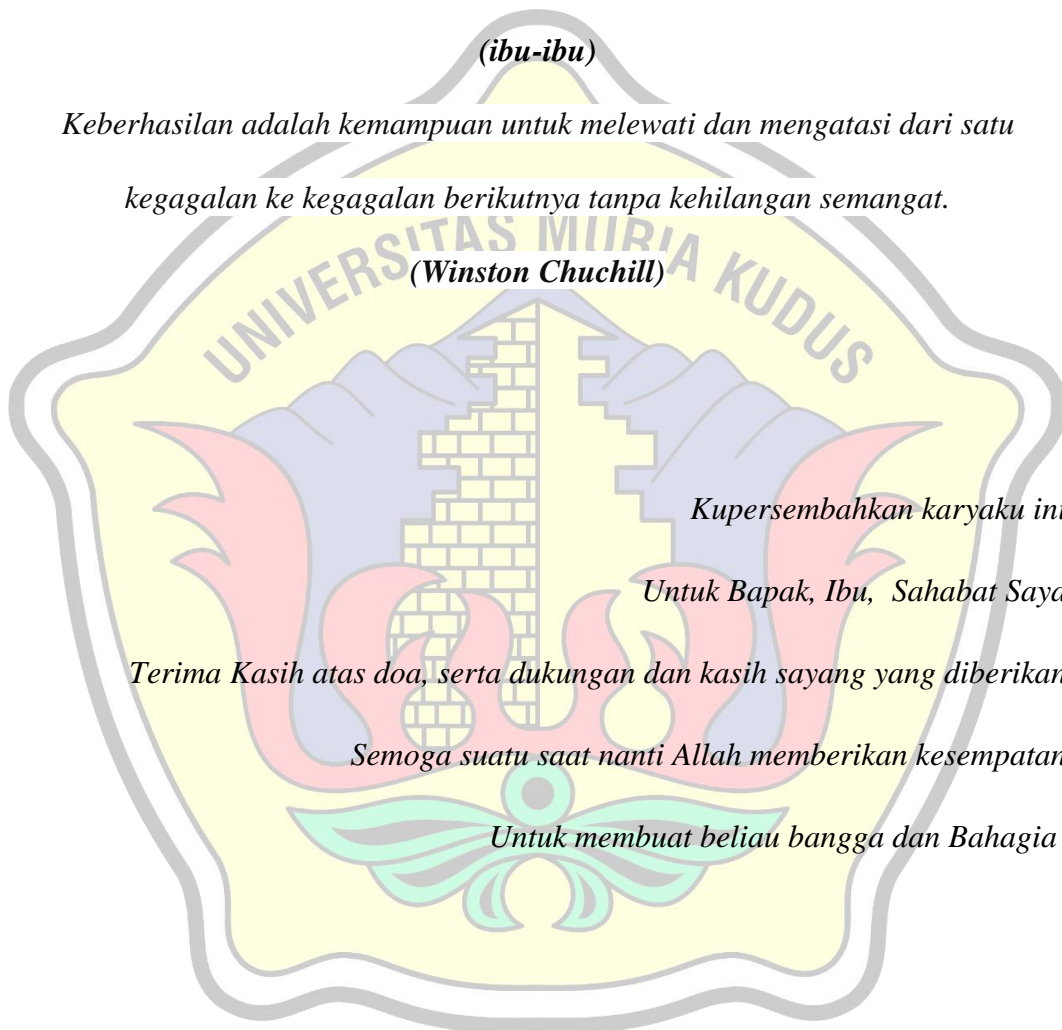 (ibu-ibu)
Keberhasilan adalah kemampuan untuk melewati dan mengatasi dari satu
kegagalan ke kegagalan berikutnya tanpa kehilangan semangat.
UNIVERSITAS MURIA KUDUS
(Winston Chuchill)
Kupersembahkan karyaku ini
Untuk Bapak, Ibu, Sahabat Saya
Terima Kasih atas doa, serta dukungan dan kasih sayang yang diberikan
Semoga suatu saat nanti Allah memberikan kesempatan
Untuk membuat beliau bangga dan Bahagia